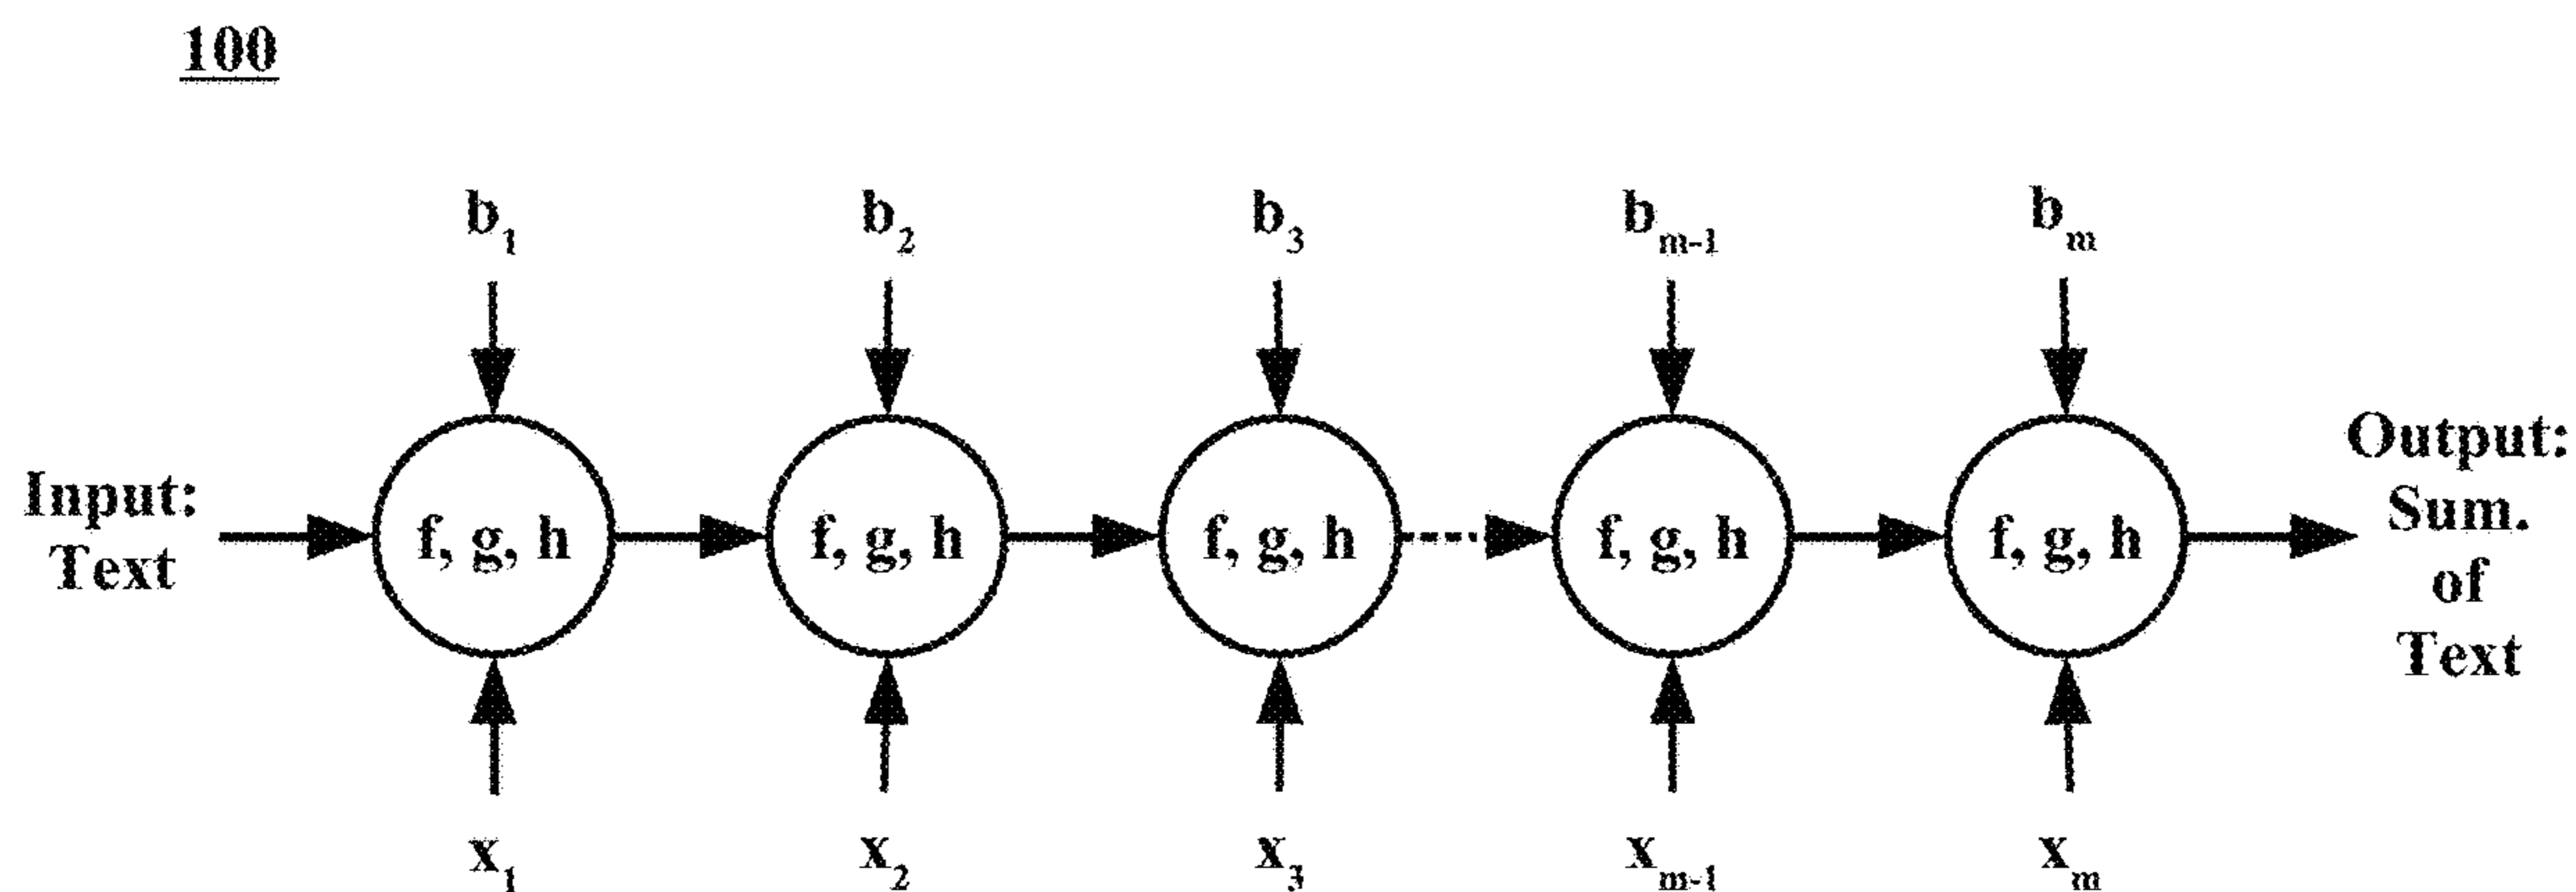 100
b₁ b₂ b₃ bₘ₋₁ bₘ
Input:
Text
f, g, h f, g, h f, g, h f, g, h f, g, h
Output:
Sum.
of
Text
x₁ x₂ x₃ xₘ₋₁ xₘ